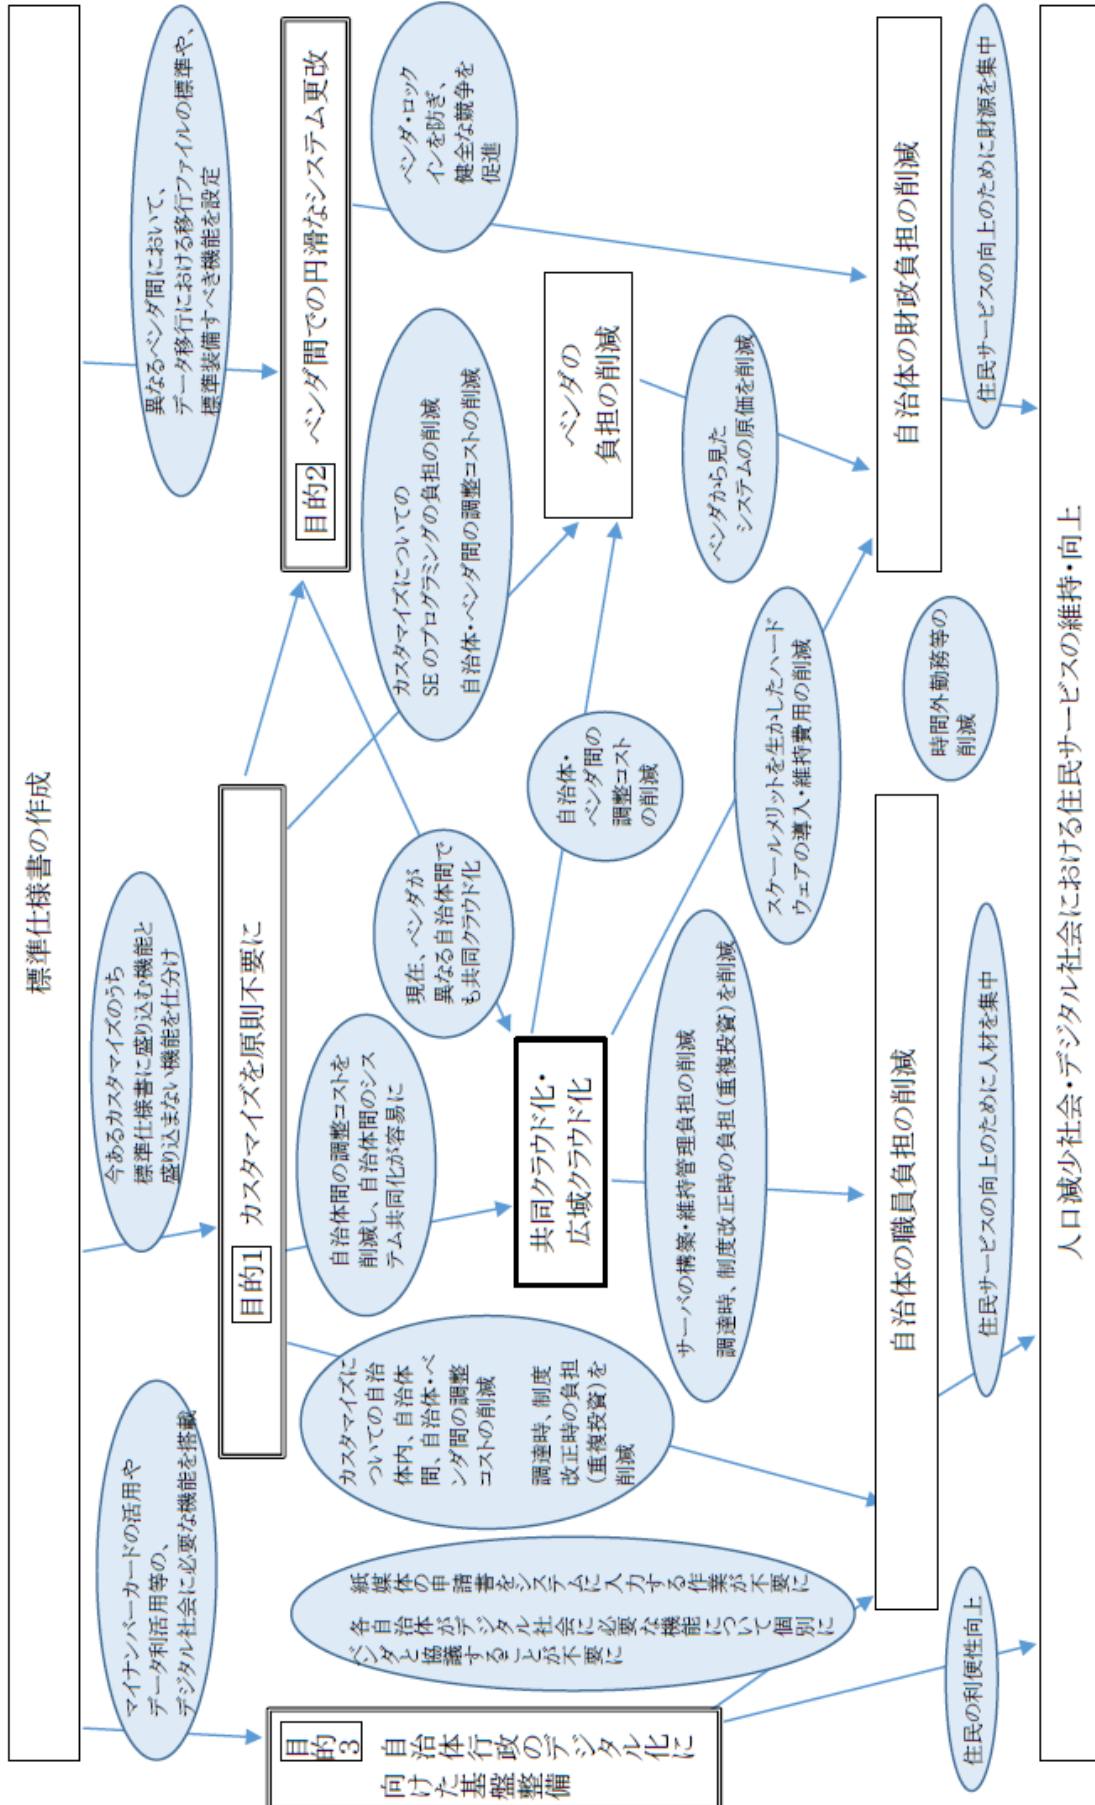 標準仕様書の作成
マイナンバーカードの活用や
データ利活用等の、
デジタル社会に必要な機能を搭載
今あるカスタマイズのうち
標準仕様書に盛り込む機能と
盛り込まない機能を仕分け
異なるベンダ間において、
データ移行における移行ファイルの標準や、
標準装備すべき機能を設定
目的3 自治体行政のデジタル化に
向けた基盤整備
目的1 カスタマイズを原則不要に
目的2 ベンダ間での円滑なシステム更改
紙媒体の申請書をシステムに入力する作業が不要に
各自治体がデジタル社会に必要な機能について個別に
ベンダと協議することが不要に
カスタマイズに
ついての自治
体内、自治体
間、自治体・ベ
ンダ間の調整
コストの削減
調達時、制度
改正時の負担
(重複投資)を
削減
自治体間の調整コストを
削減し、自治体間のシス
テム共同化が容易に
現在、ベンダが
異なる自治体間で
も共同クラウド化
カスタマイズについての
SEのプログラミングの負担の削減
自治体・ベンダ間の調整コストの削減
ベンダ・ロック
インを防ぎ、
健全な競争を
促進
共同クラウド化・
広域クラウド化
自治体・
ベンダ間の
調整コスト
の削減
ベンダの
負担の削減
サーバの構築・維持管理負担の削減
調達時、制度改正時の負担(重複投資)を削減
スケールメリットを生かしたハード
ウェアの導入・維持費用の削減
ベンダから見た
システムの原価を削減
自治体の職員負担の削減
時間外勤務等の
削減
自治体の財政負担の削減
住民の利便性向上
住民サービスの向上のために人材を集中
住民サービスの向上のために財源を集中
人口減少社会・デジタル社会における住民サービスの維持・向上